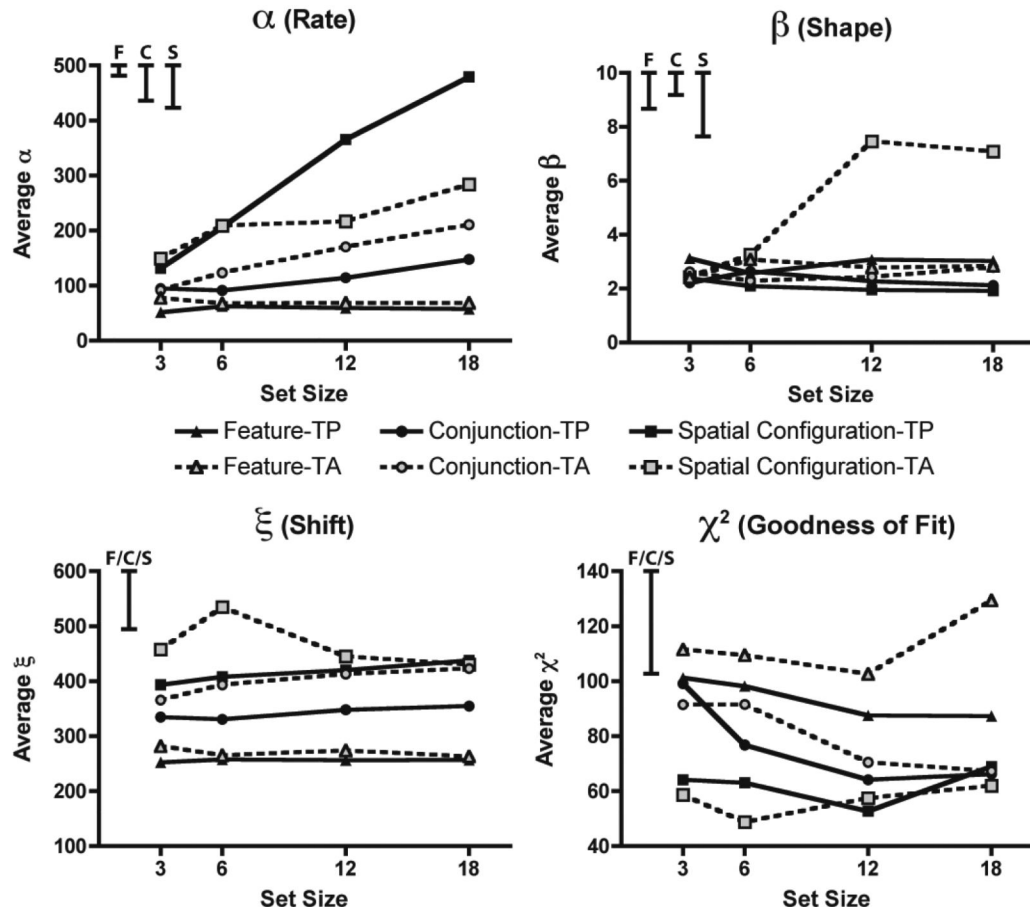 α (Rate)
F C S
500
400
300
200
100
0
Average α
3 6 12 18
Set Size
β (Shape)
F C S
10
8
6
4
2
0
Average β
3 6 12 18
Set Size
Feature-TP Conjunction-TP Spatial Configuration-TP
Feature-TA Conjunction-TA Spatial Configuration-TA
ξ (Shift)
F/C/S
600
500
400
300
200
100
Average ξ
3 6 12 18
Set Size
χ² (Goodness of Fit)
F/C/S
140
120
100
80
60
40
Average χ²
3 6 12 18
Set Size